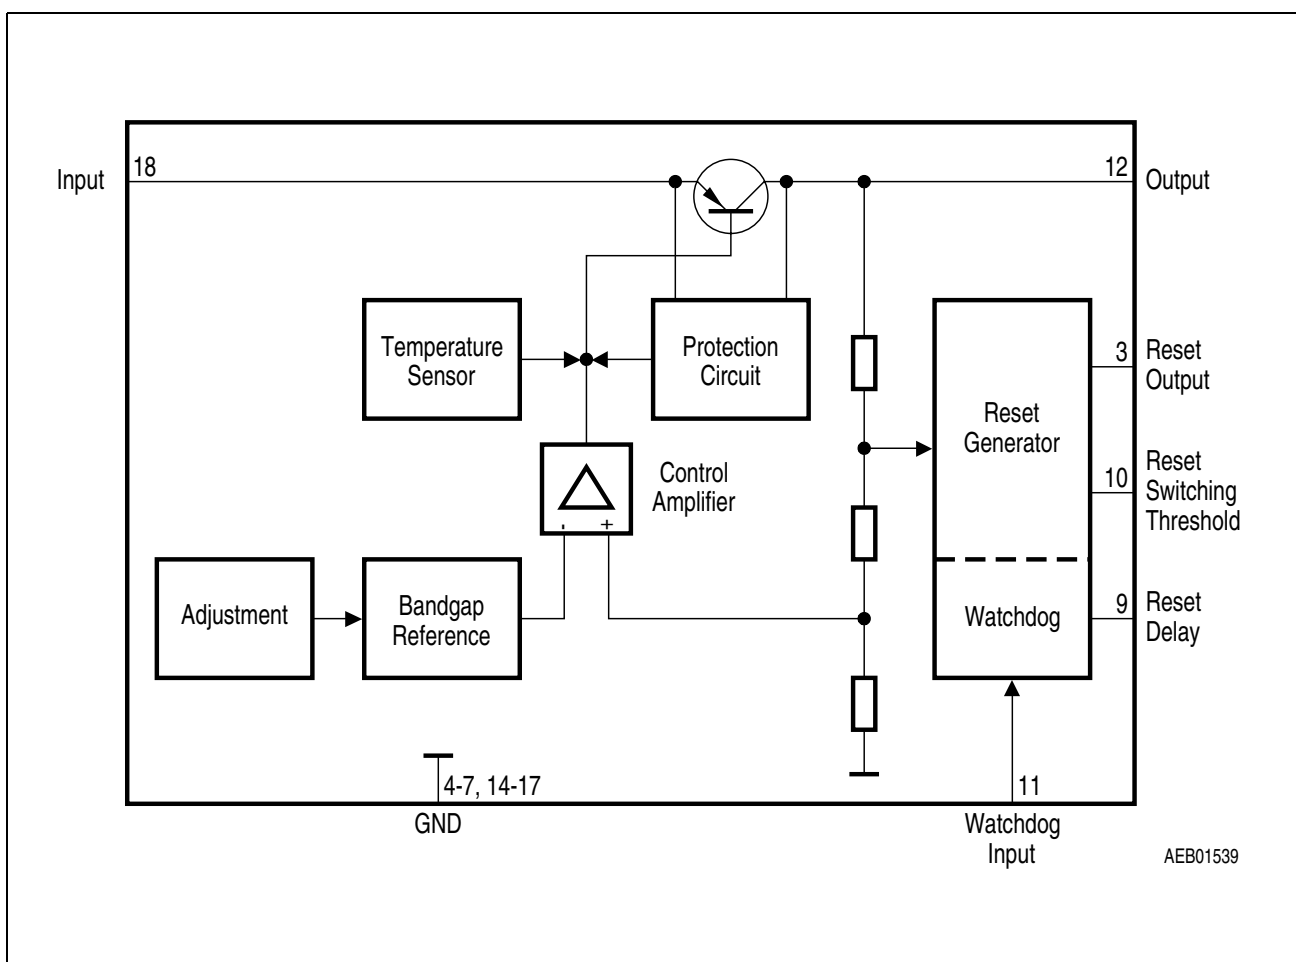 Input
18
12
Output
Temperature
Sensor
Protection
Circuit
3
Reset
Output
Reset
Generator
Control
Amplifier
10
Reset
Switching
Threshold
- +
Adjustment
Bandgap
Reference
Watchdog
9
Reset
Delay
4-7, 14-17
GND
11
Watchdog
Input
AEB01539